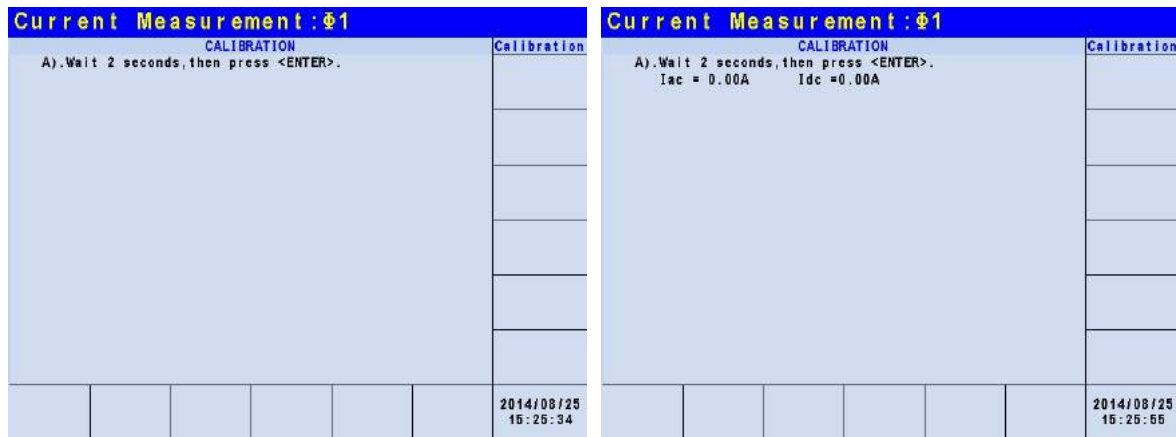 Current Measurement:Φ1
CALIBRATION
Calibration
A).Wait 2 seconds,then press <ENTER>.
2014/08/25
15:25:34
Current Measurement:Φ1
CALIBRATION
Calibration
A).Wait 2 seconds,then press <ENTER>.
Iac = 0.00A Idc =0.00A
2014/08/25
15:25:55